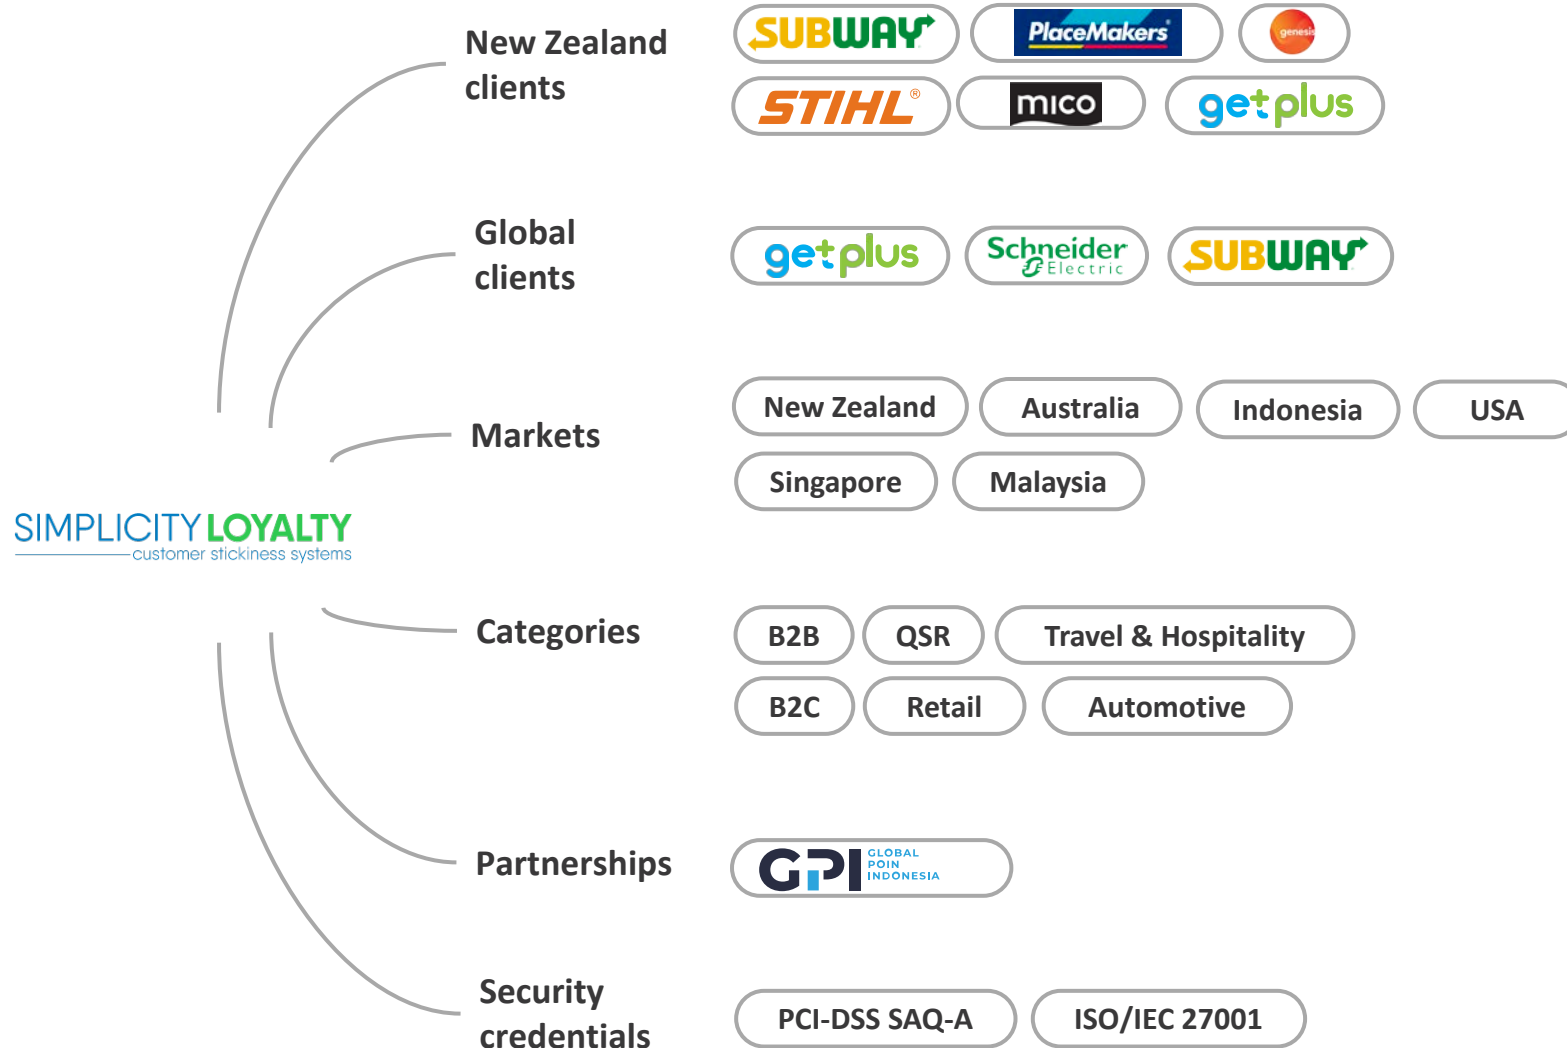 New Zealand
clients
SUBWAY
PlaceMakers
genesis
STIHL®
mico
getplus
Global
clients
getplus
Schneider
Electric
SUBWAY
Markets
New Zealand
Australia
Indonesia
USA
Singapore
Malaysia
SIMPLICITY LOYALTY
customer stickiness systems
Categories
B2B
QSR
Travel & Hospitality
B2C
Retail
Automotive
Partnerships
GPI
GLOBAL
POIN
INDONESIA
Security
credentials
PCI-DSS SAQ-A
ISO/IEC 27001